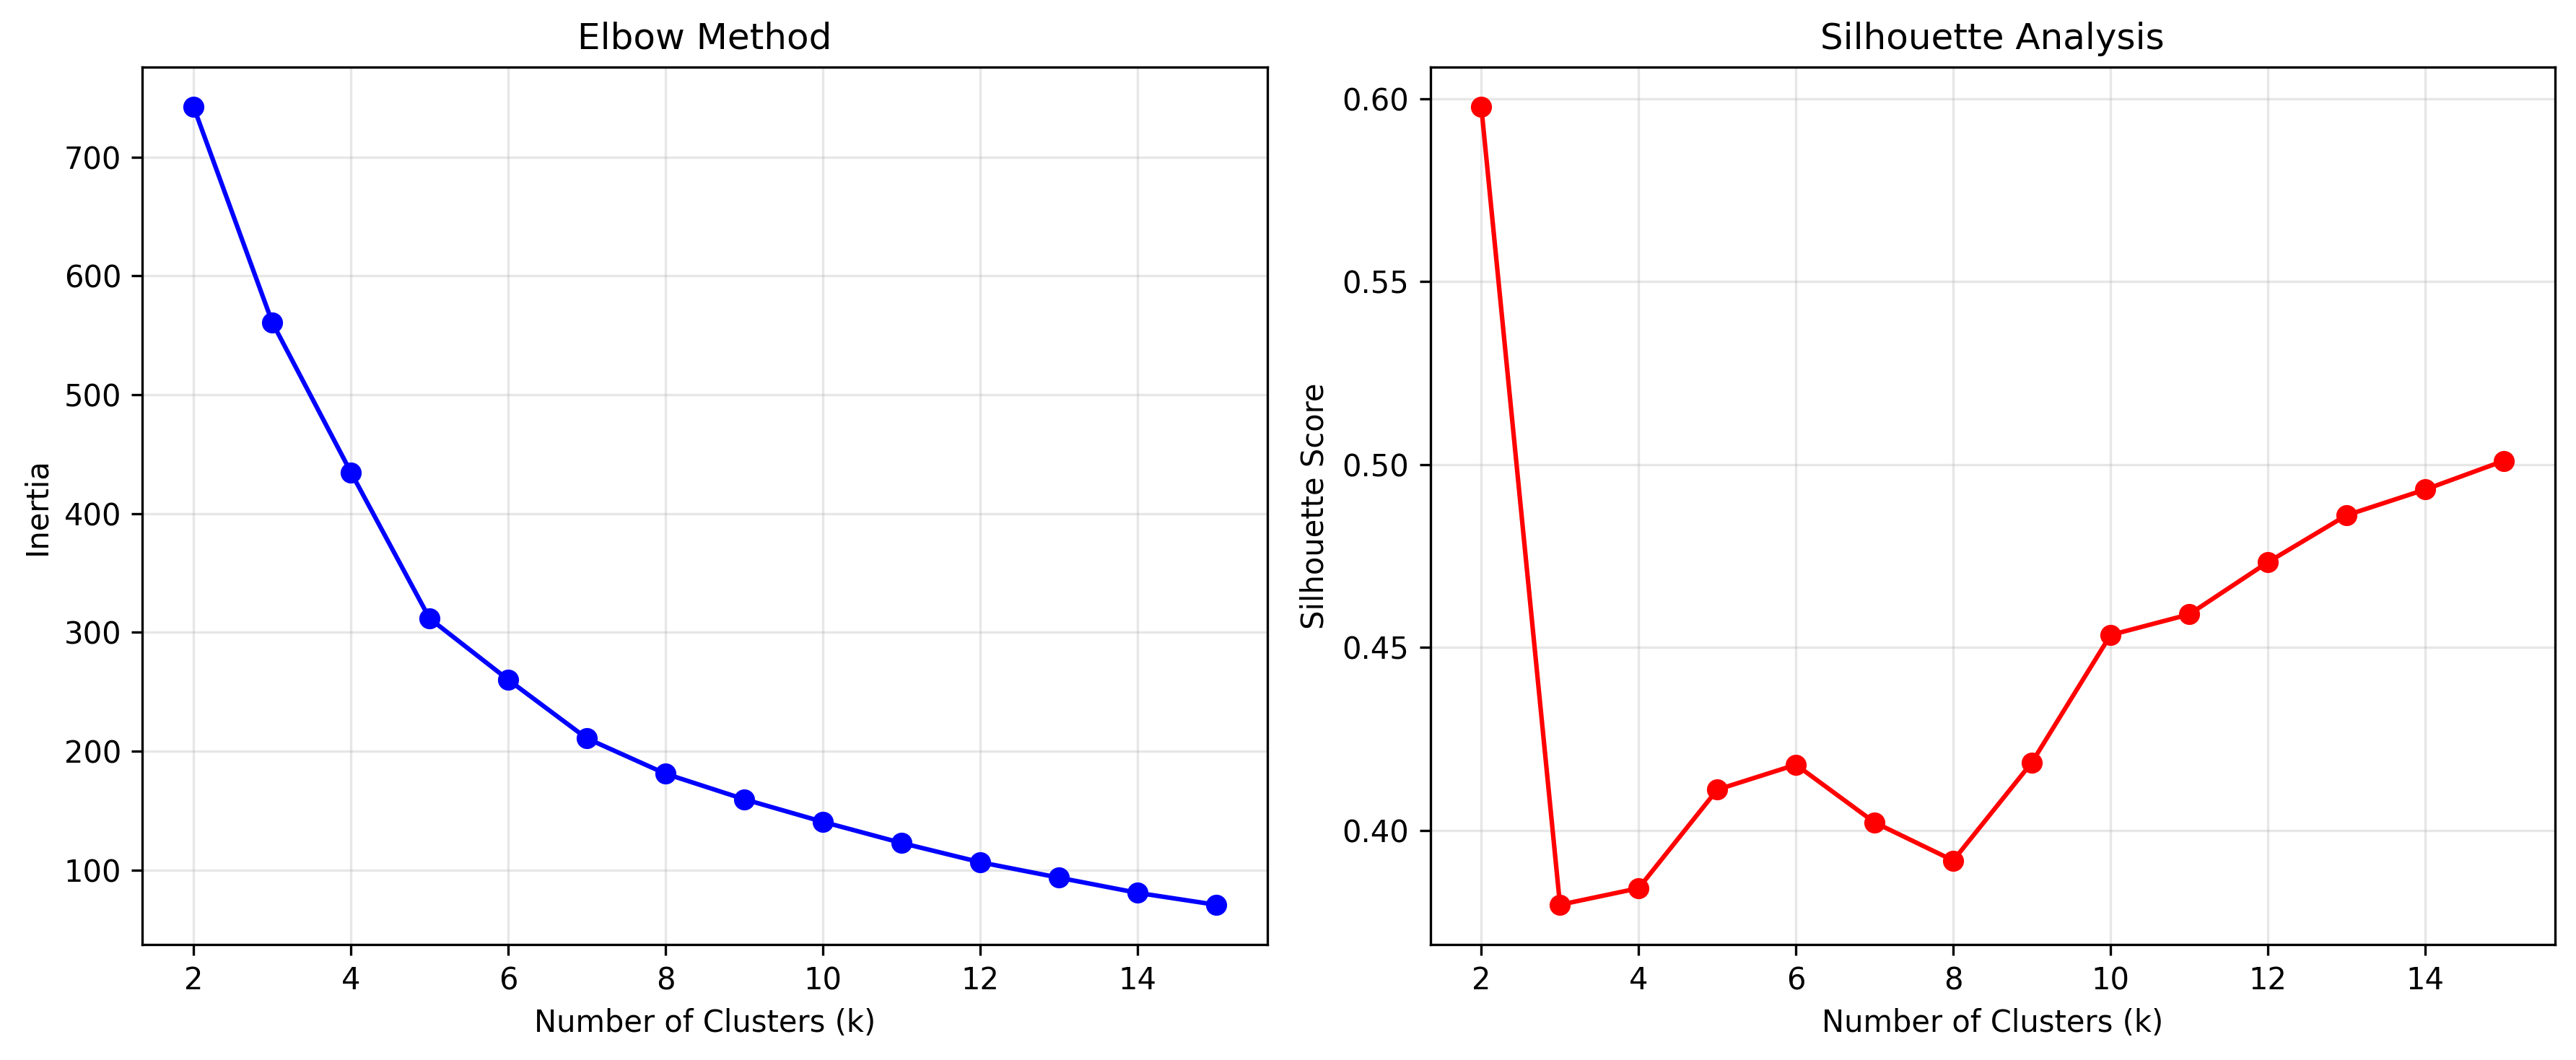 Elbow Method
Inertia
700
600
500
400
300
200
100
2 4 6 8 10 12 14
Number of Clusters (k)
Silhouette Analysis
Silhouette Score
0.60
0.55
0.50
0.45
0.40
2 4 6 8 10 12 14
Number of Clusters (k)